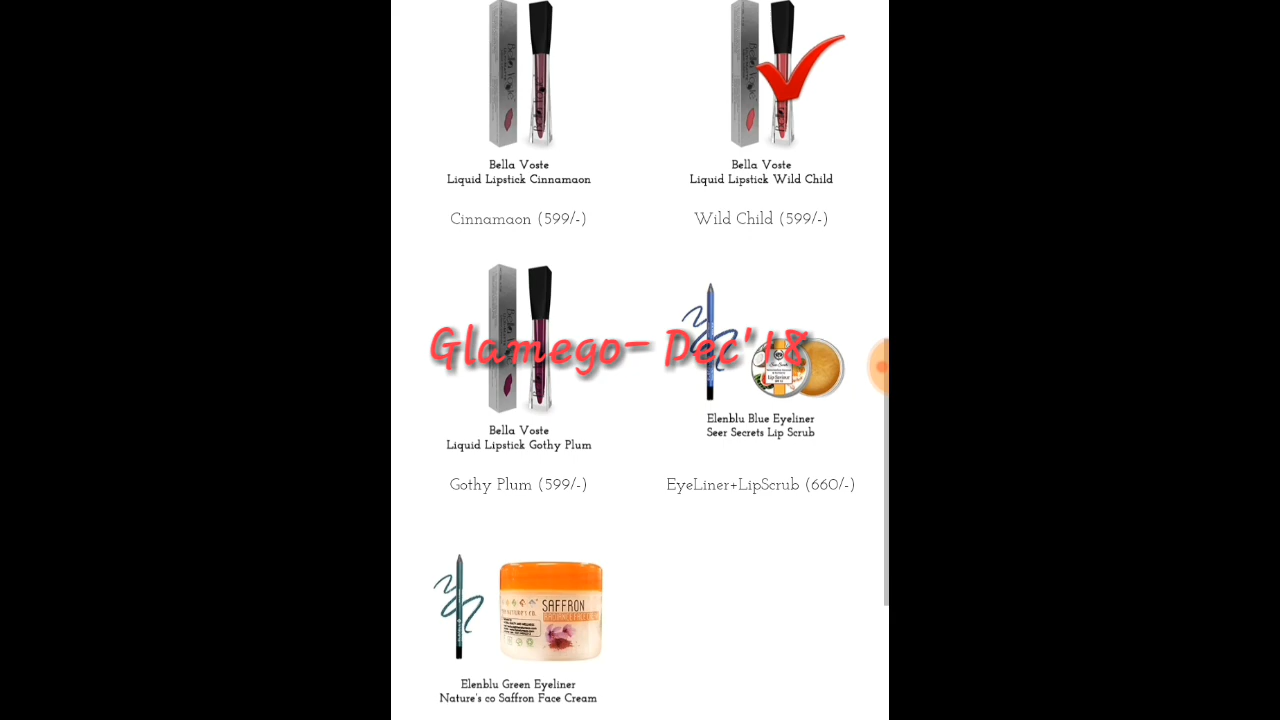 Bella Voste
Liquid Lipstick Cinnamaon
Cinnamaon (599/-)
Bella Voste
Liquid Lipstick Wild Child
Wild Child (599/-)
Glamego- Dec'18
Bella Voste
Liquid Lipstick Gothy Plum
Gothy Plum (599/-)
Elenblu Blue Eyeliner
Seer Secrets Lip Scrub
EyeLiner+LipScrub (660/-)
SAFFRON
Elenblu Green Eyeliner
Nature's co Saffron Face Cream